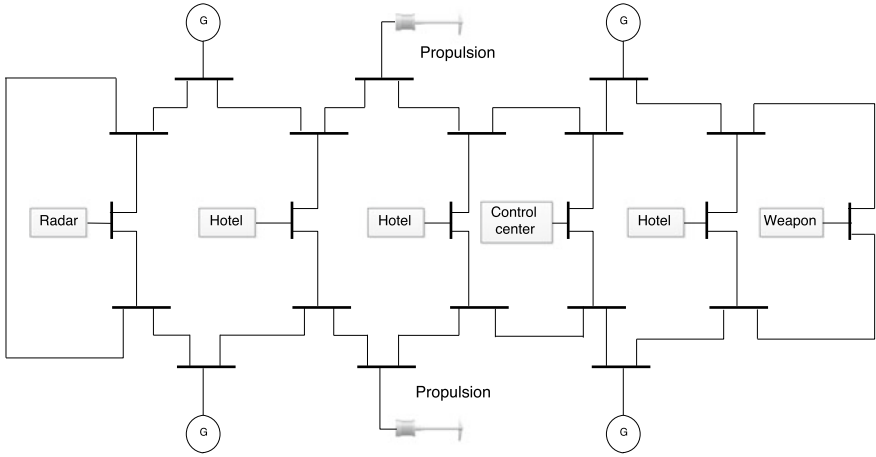 G
G
Propulsion
Radar
Hotel
Hotel
Control
center
Hotel
Weapon
Propulsion
G
G